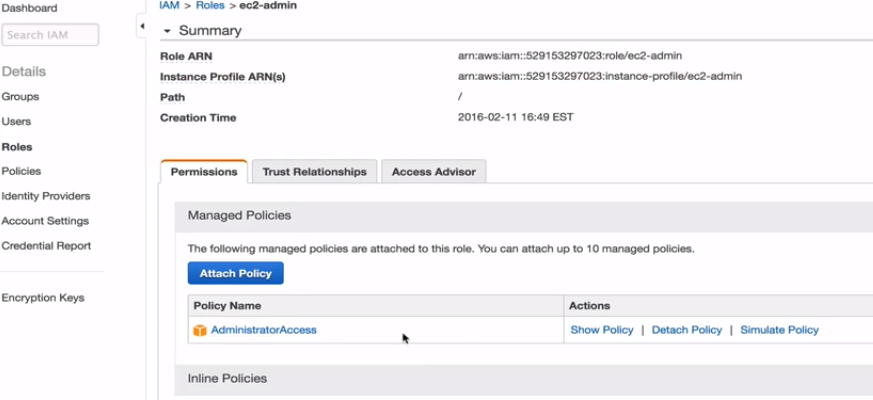 Dashboard
IAM > Roles > ec2-admin
Search IAM
Summary
Role ARN arn:aws:iam::529153297023:role/ec2-admin
Details
Instance Profile ARN(s) arn:aws:iam::529153297023:instance-profile/ec2-admin
Groups
Path /
Users
Creation Time 2016-02-11 16:49 EST
Roles
Policies
Permissions Trust Relationships Access Advisor
Identity Providers
Account Settings
Managed Policies
Credential Report
The following managed policies are attached to this role. You can attach up to 10 managed policies.
Attach Policy
Encryption Keys
Policy Name Actions
AdministratorAccess Show Policy | Detach Policy | Simulate Policy
Inline Policies